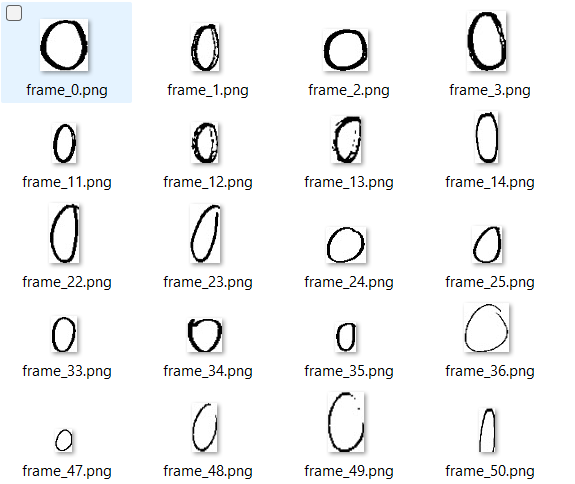 frame_0.png frame_1.png frame_2.png frame_3.png
frame_11.png frame_12.png frame_13.png frame_14.png
frame_22.png frame_23.png frame_24.png frame_25.png
frame_33.png frame_34.png frame_35.png frame_36.png
frame_47.png frame_48.png frame_49.png frame_50.png